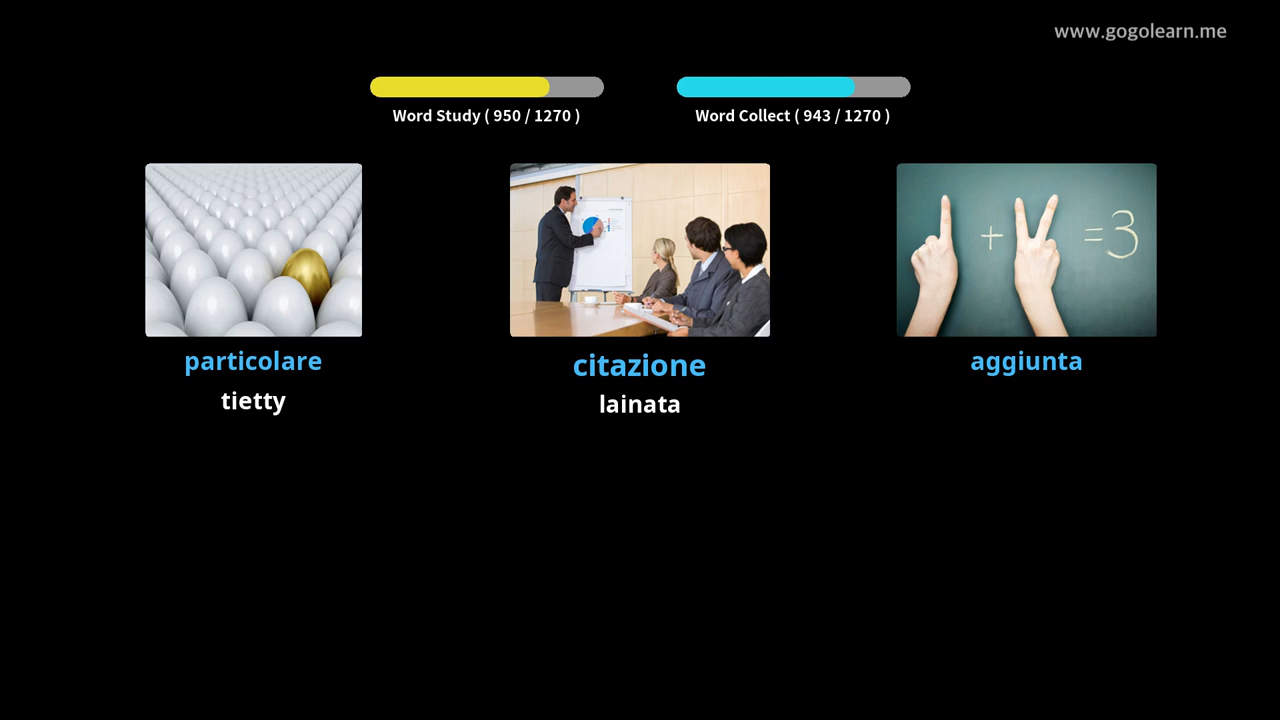 www.gogolearn.me
Word Study ( 950 / 1270 )
Word Collect ( 943 / 1270 )
+ =3
particolare
citazione
aggiunta
tietty
lainata